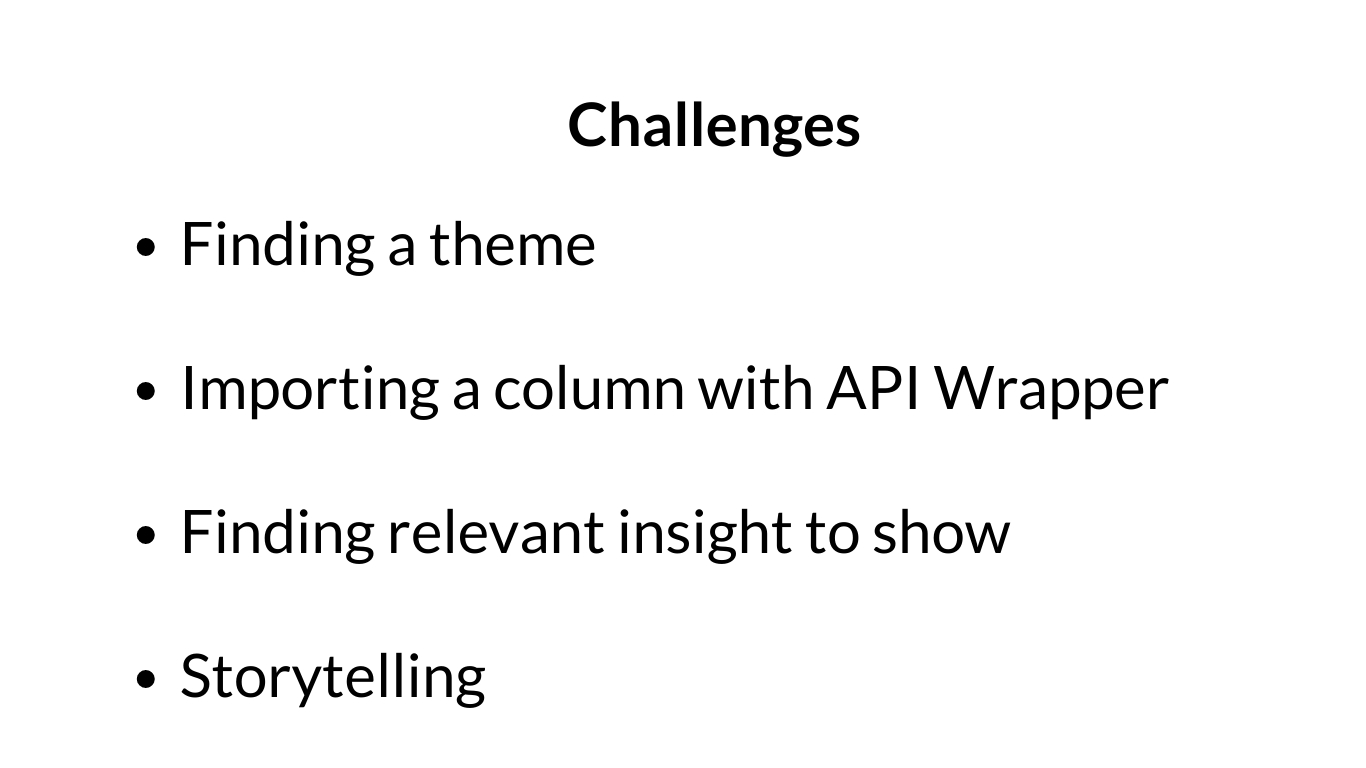 Challenges
• Finding a theme
• Importing a column with API Wrapper
• Finding relevant insight to show
• Storytelling